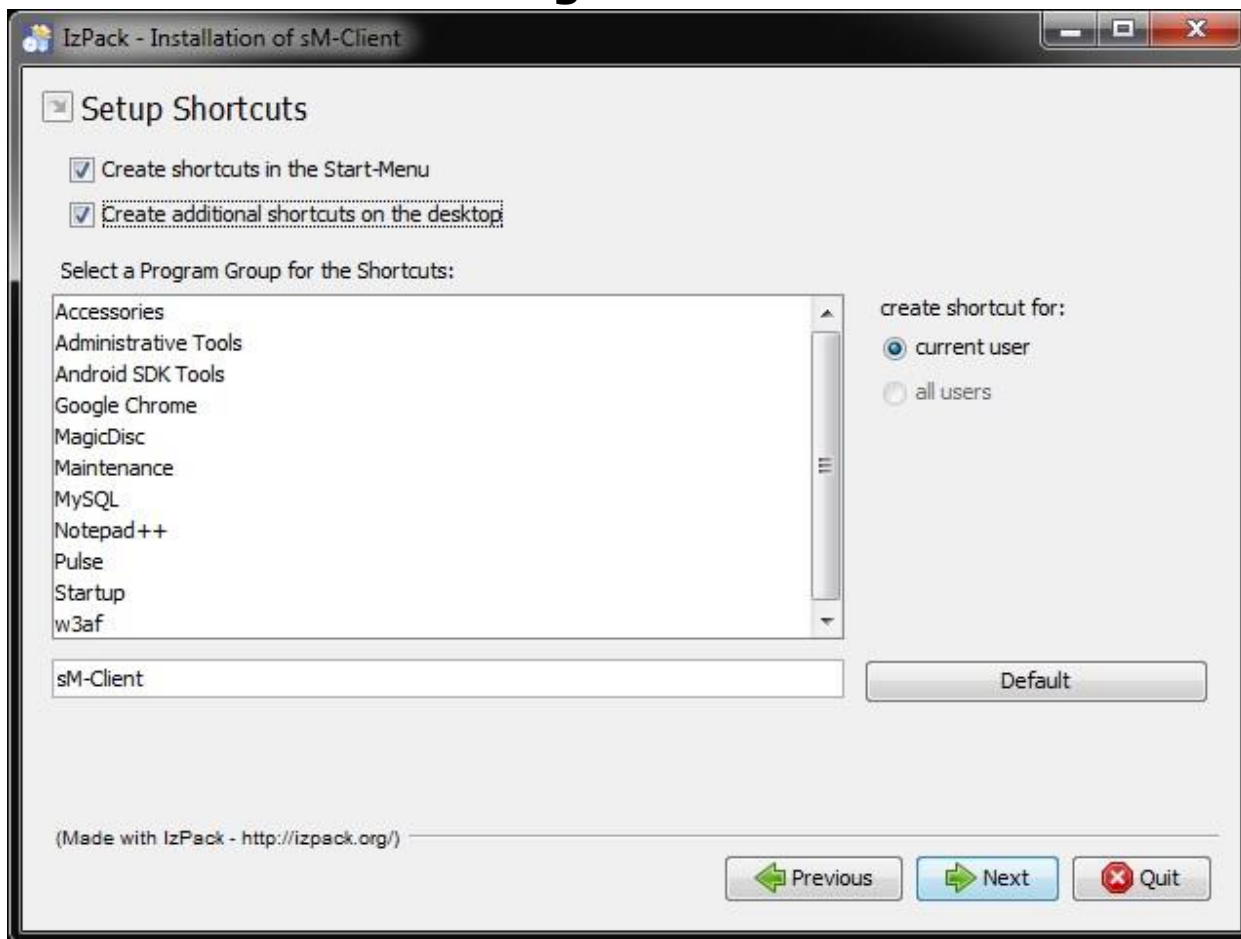 IzPack - Installation of sM-Client
Setup Shortcuts
Create shortcuts in the Start-Menu
Create additional shortcuts on the desktop
Select a Program Group for the Shortcuts:
Accessories
Administrative Tools
Android SDK Tools
Google Chrome
MagicDisc
Maintenance
MySQL
Notepad++
Pulse
Startup
w3af
create shortcut for:
current user
all users
sM-Client
Default
(Made with IzPack - http://izpack.org/)
Previous
Next
Quit